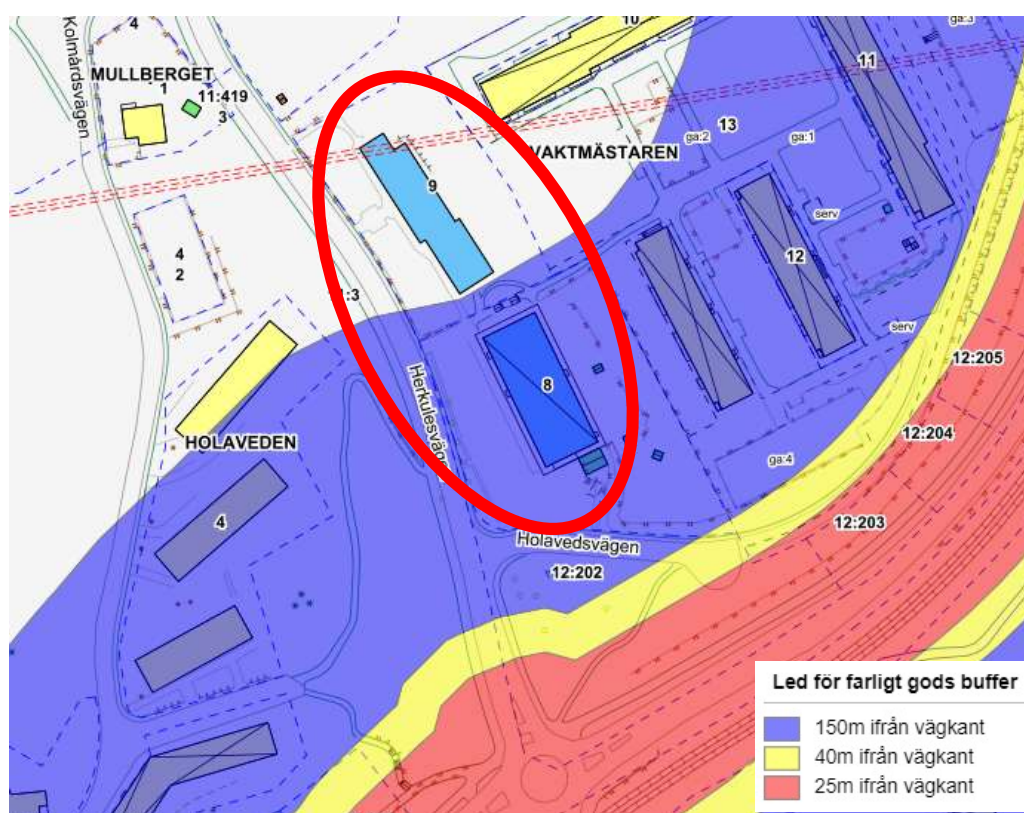 4
10
ga:3
Kolmårdsvägen
MULLBERGET
1
11:419
3
11
13
ga:2
ga:1
VAKTMÄSTAREN
9
serv
4
2
12
1:3
serv
12:205
Herkulesvägen
8
12:204
HOLAVEDEN
ga:4
4
12:203
Holavedsvägen
12:202
Led för farligt gods buffer
150m ifrån vägkant
40m ifrån vägkant
25m ifrån vägkant